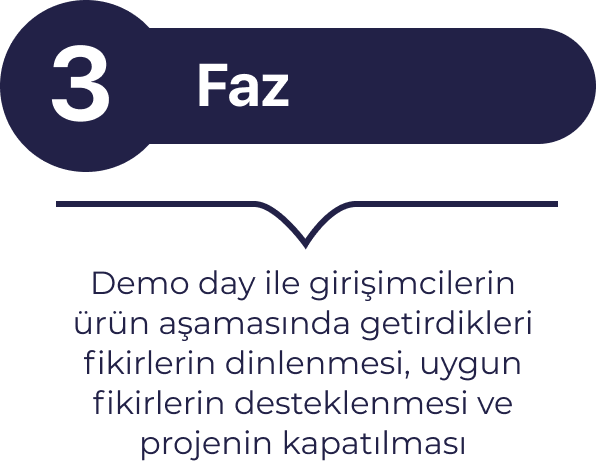 3 Faz
Demo day ile girişimcilerin
ürün aşamasında getirdikleri
fikirlerin dinlenmesi, uygun
fikirlerin desteklenmesi ve
projenin kapatılması